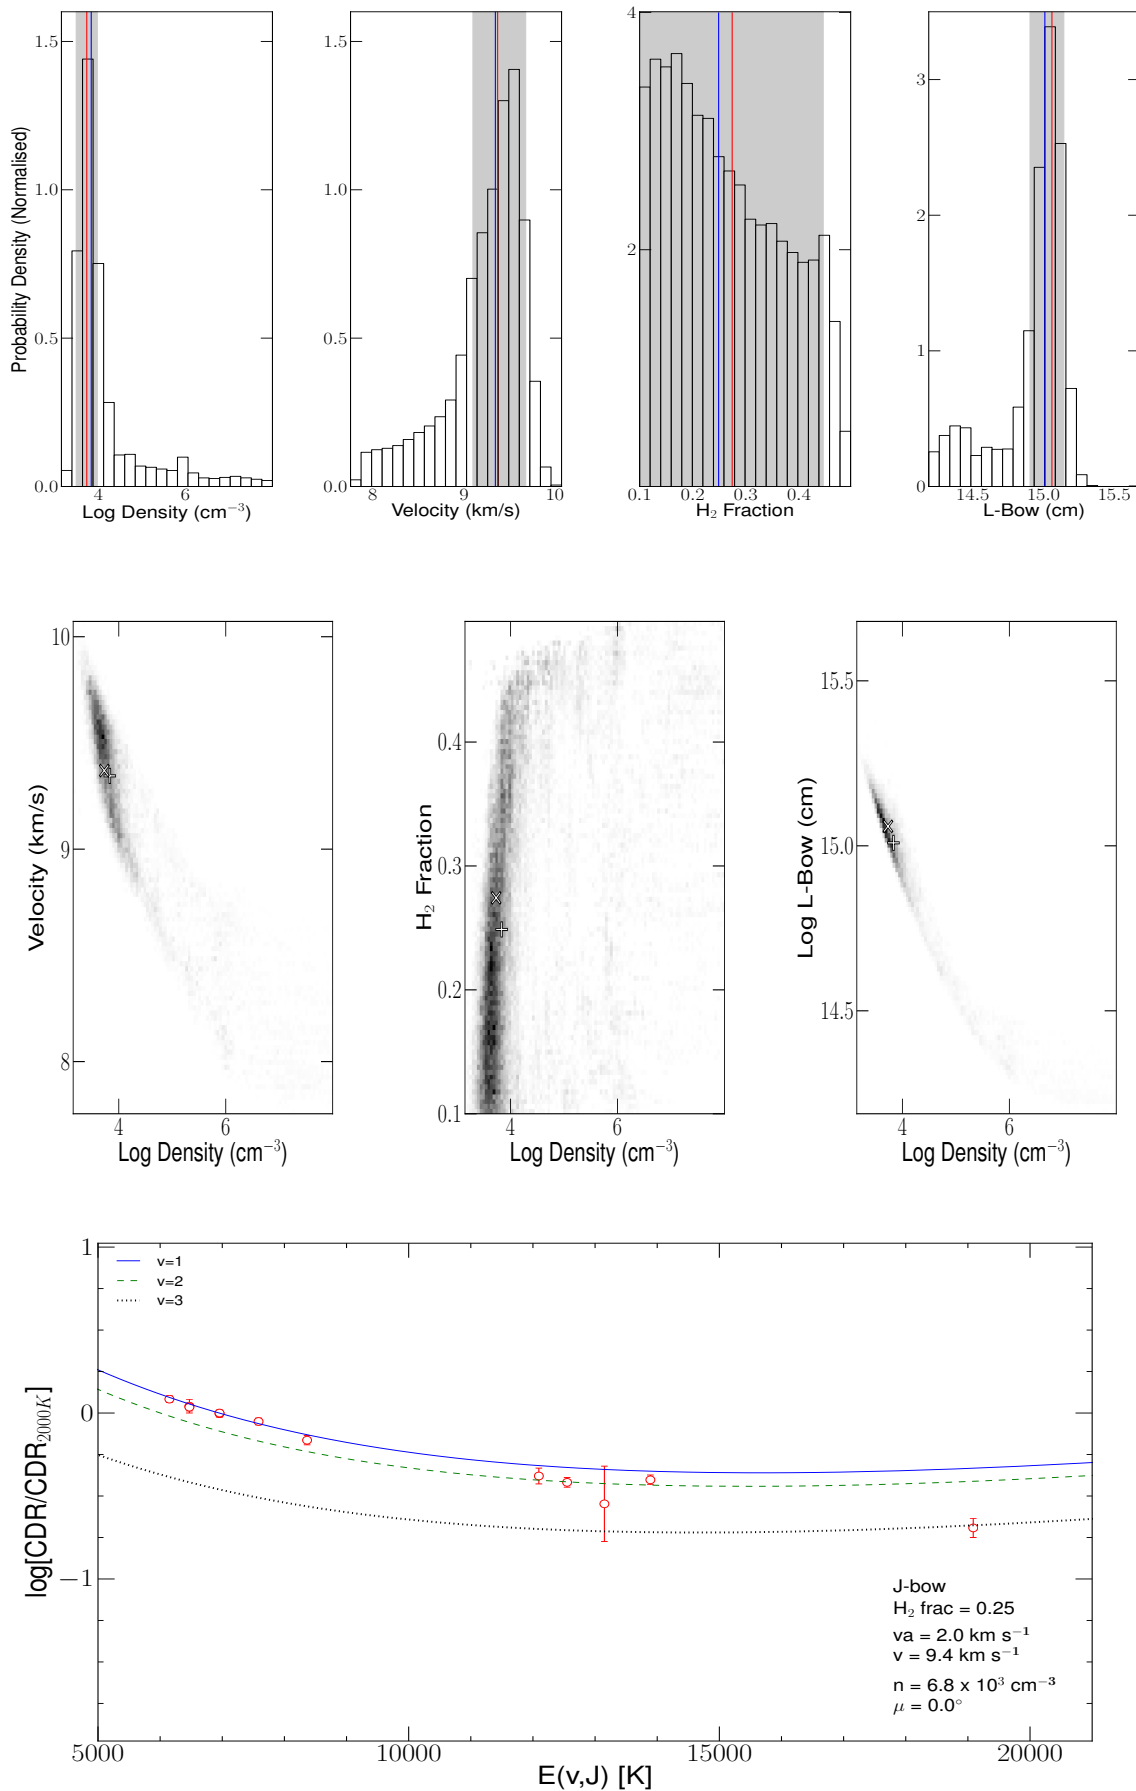 Probability Density (Normalised)
1.5
1.0
0.5
0.0
4
6
Log Density (cm⁻³)
1.5
1.0
0.5
0.0
8
9
10
Velocity (km/s)
4
2
0.1
0.2
0.3
0.4
H₂ Fraction
3
2
1
0
14.5
15.0
15.5
L-Bow (cm)
Velocity (km/s)
10
9
8
4
6
Log Density (cm⁻³)
H₂ Fraction
0.4
0.3
0.2
0.1
4
6
Log Density (cm⁻³)
Log L-Bow (cm)
15.5
15.0
14.5
4
6
Log Density (cm⁻³)
log[CDR/CDR₂₀₀₀K]
1
0
−1
v=1
v=2
v=3
J-bow
H₂ frac = 0.25
va = 2.0 km s⁻¹
v = 9.4 km s⁻¹
n = 6.8 x 10³ cm⁻³
μ = 0.0°
5000
10000
15000
20000
E(v,J) [K]